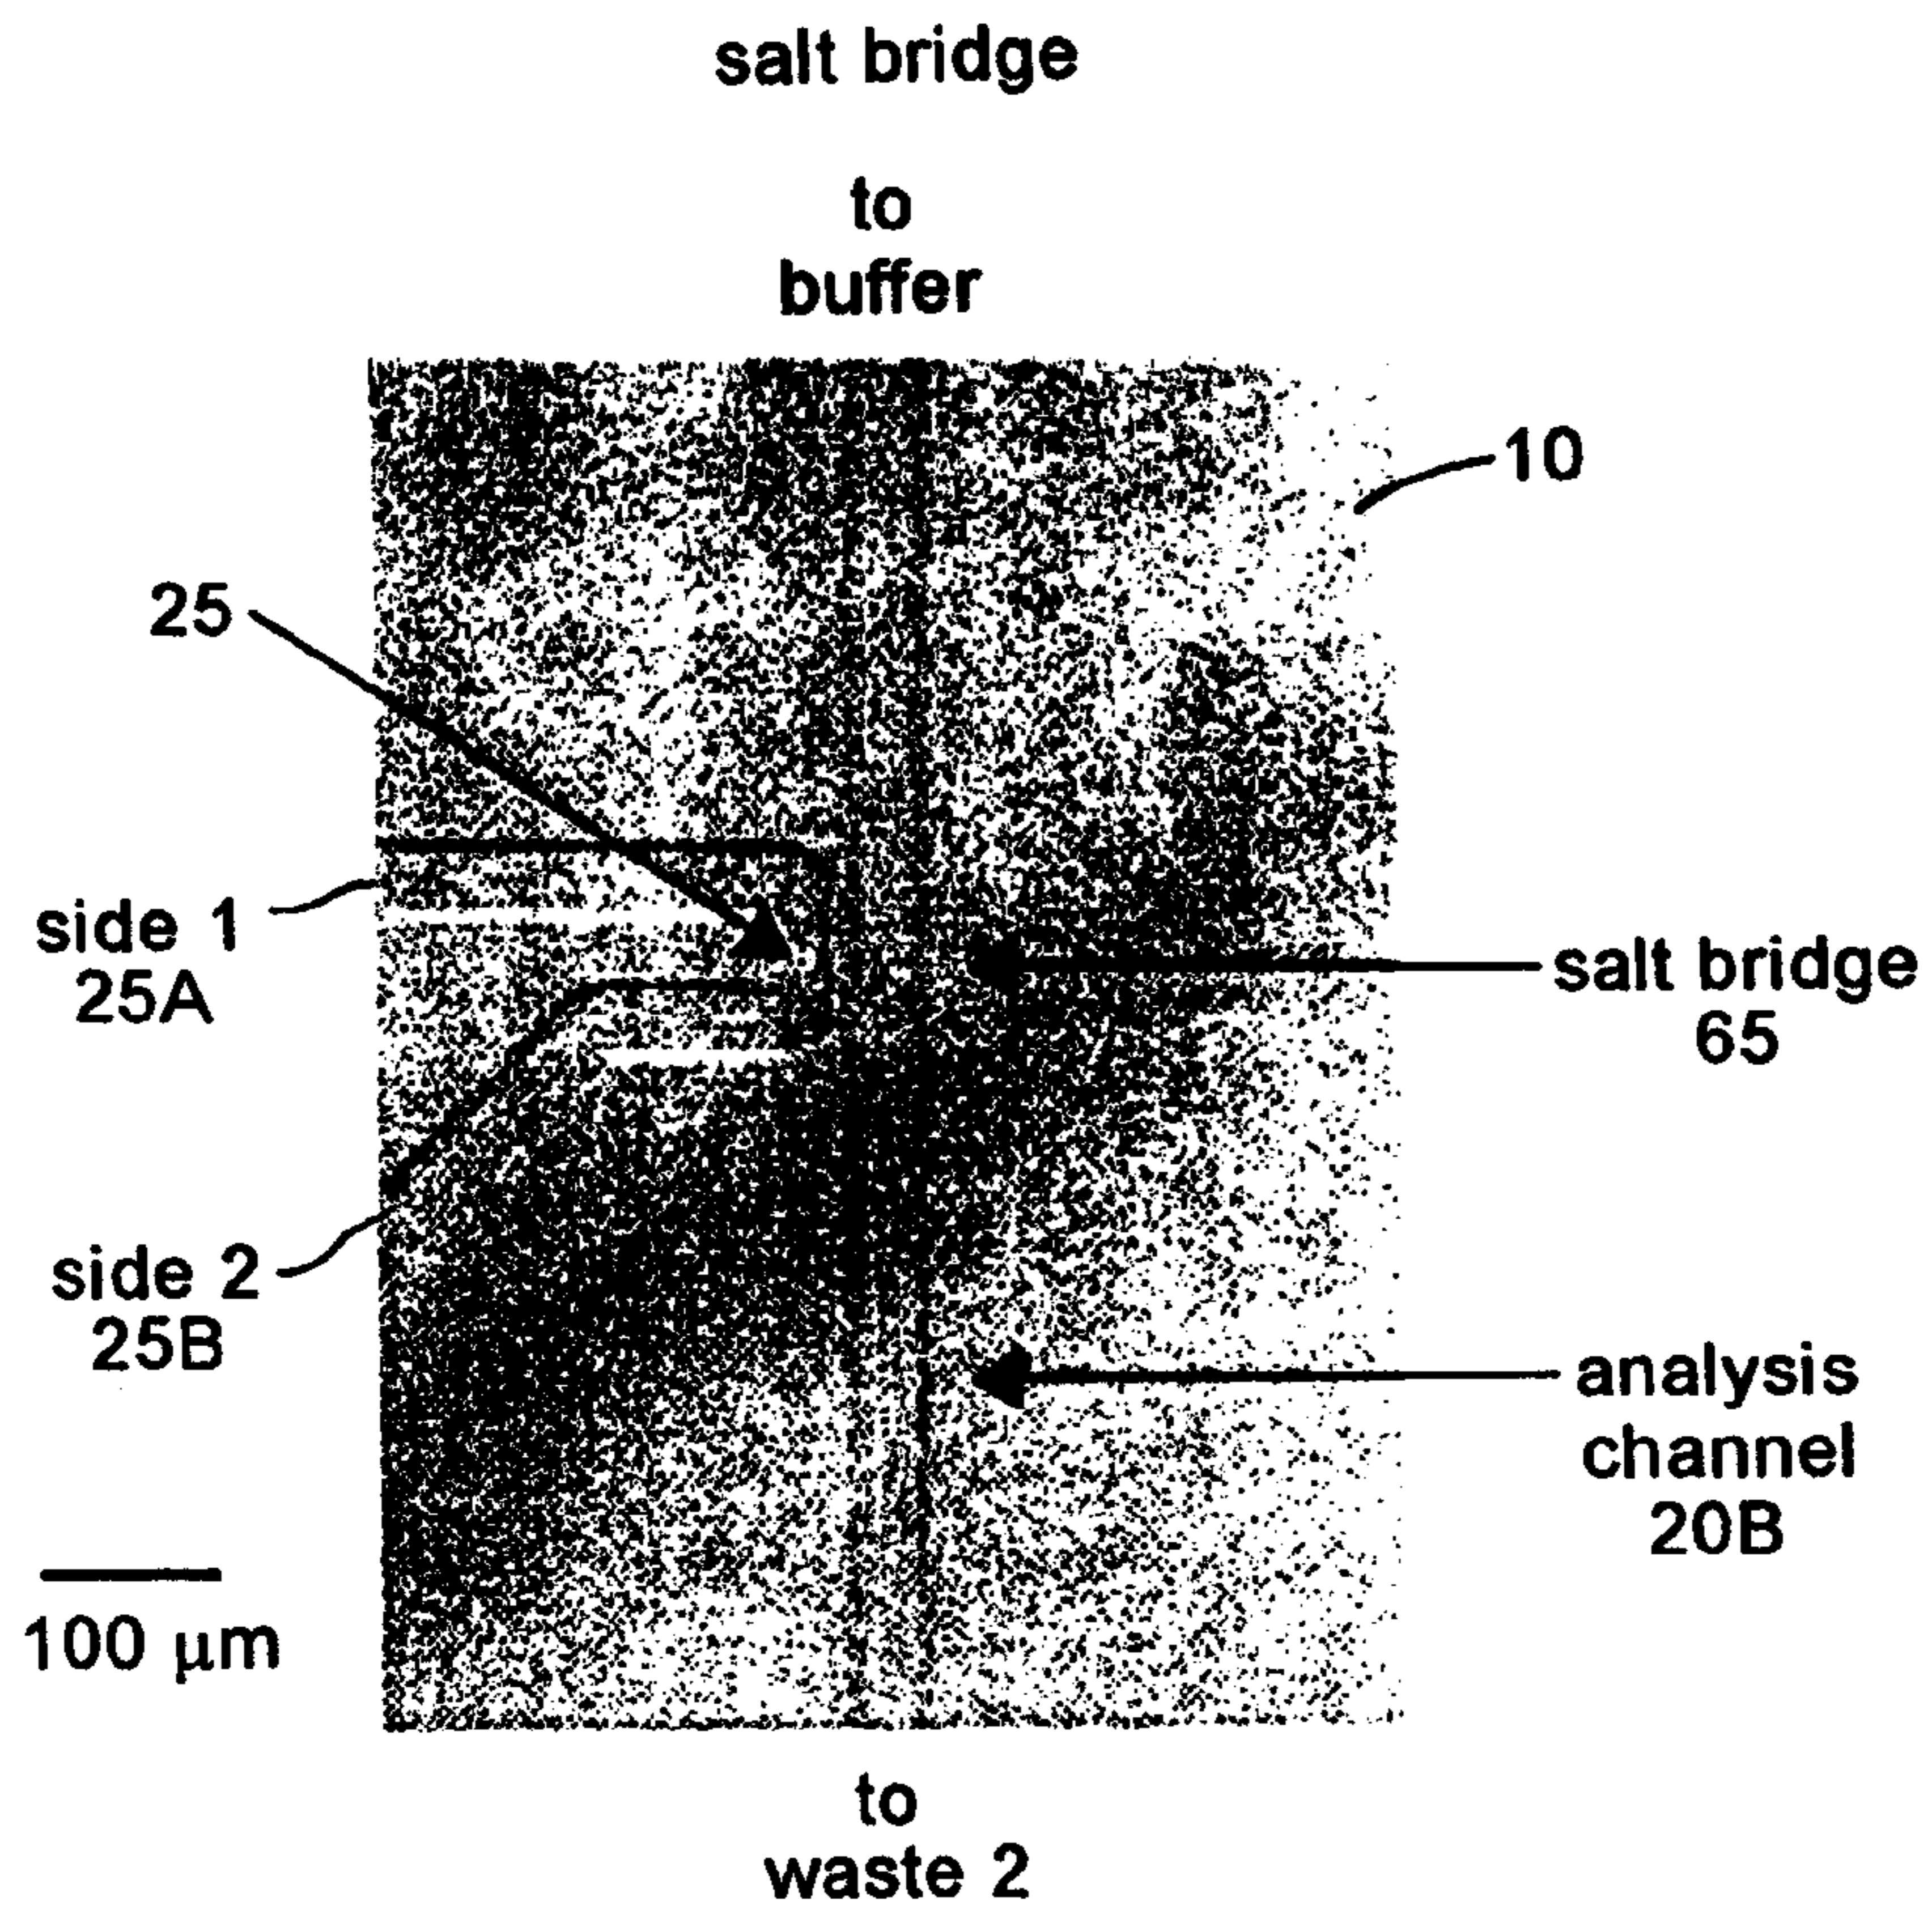 salt bridge
to
buffer
10
25
side 1
25A
salt bridge
65
side 2
25B
analysis
channel
20B
100 µm
to
waste 2